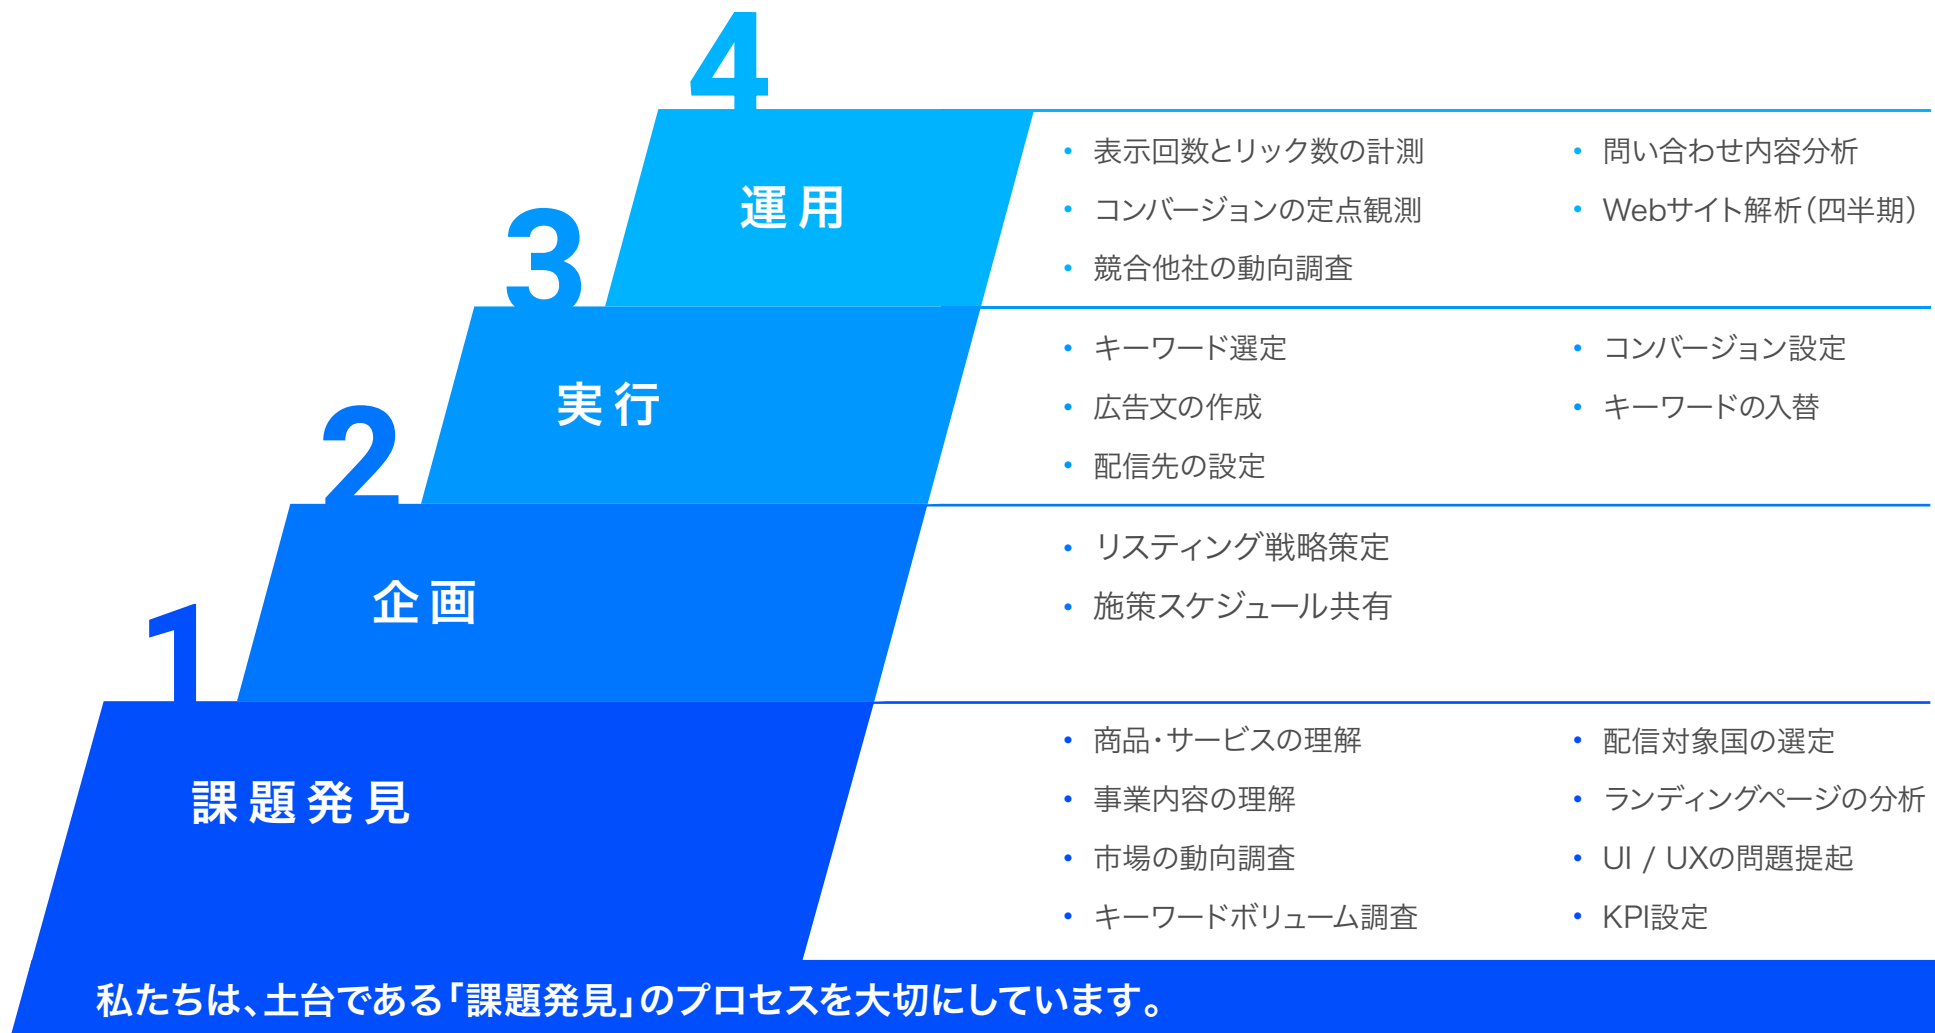 4
運用
・ 表示回数とリック数の計測
・ コンバージョンの定点観測
・ 競合他社の動向調査
・ 問い合わせ内容分析
・ Webサイト解析（四半期）
3
実行
・ キーワード選定
・ 広告文の作成
・ 配信先の設定
・ コンバージョン設定
・ キーワードの入替
2
企画
・ リスティング戦略策定
・ 施策スケジュール共有
1
課題発見
・ 商品・サービスの理解
・ 事業内容の理解
・ 市場の動向調査
・ キーワードボリューム調査
・ 配信対象国の選定
・ ランディングページの分析
・ UI / UXの問題提起
・ KPI設定
私たちは、土台である「課題発見」のプロセスを大切にしています。